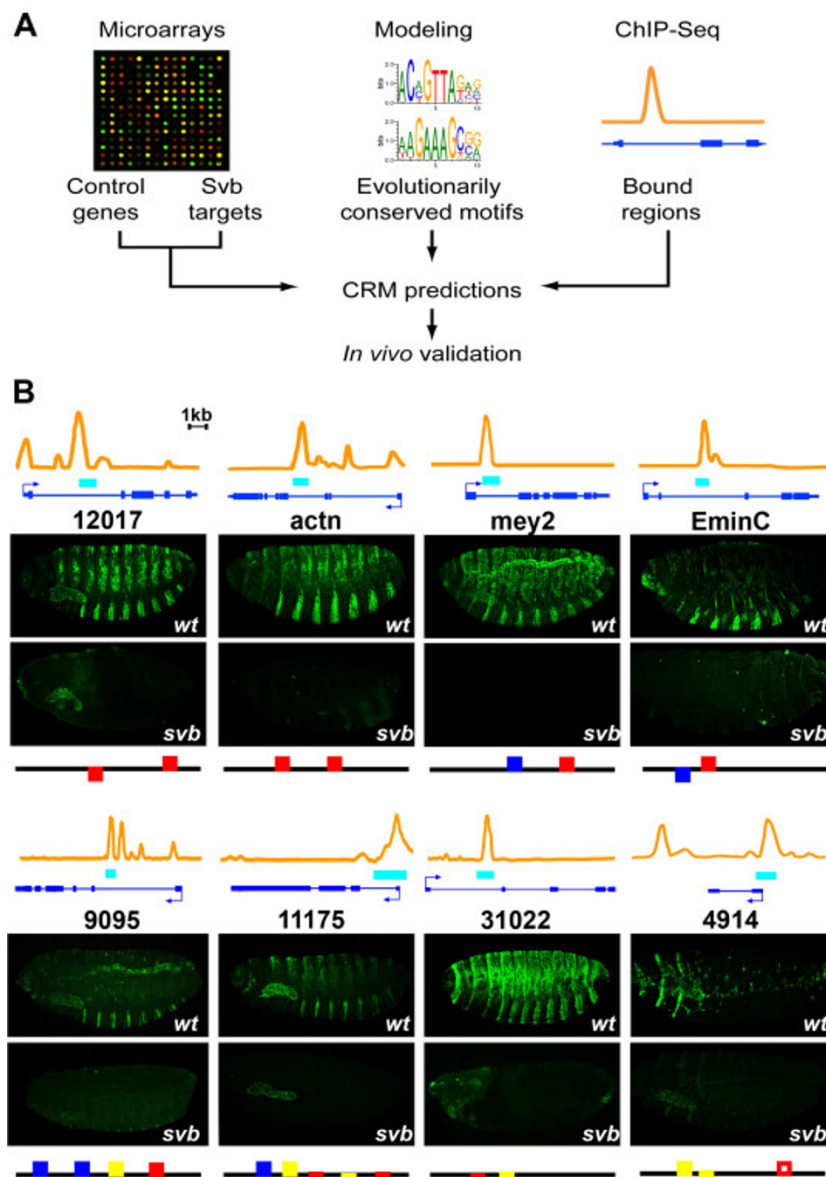 A
Microarrays Modeling ChIP-Seq
Control genes
Svb targets
Evolutionarily conserved motifs
Bound regions
CRM predictions
In vivo validation
B
1kb
12017 actn mey2 EminC
wt wt wt wt
svb svb svb svb
9095 11175 31022 4914
wt wt wt wt
svb svb svb svb